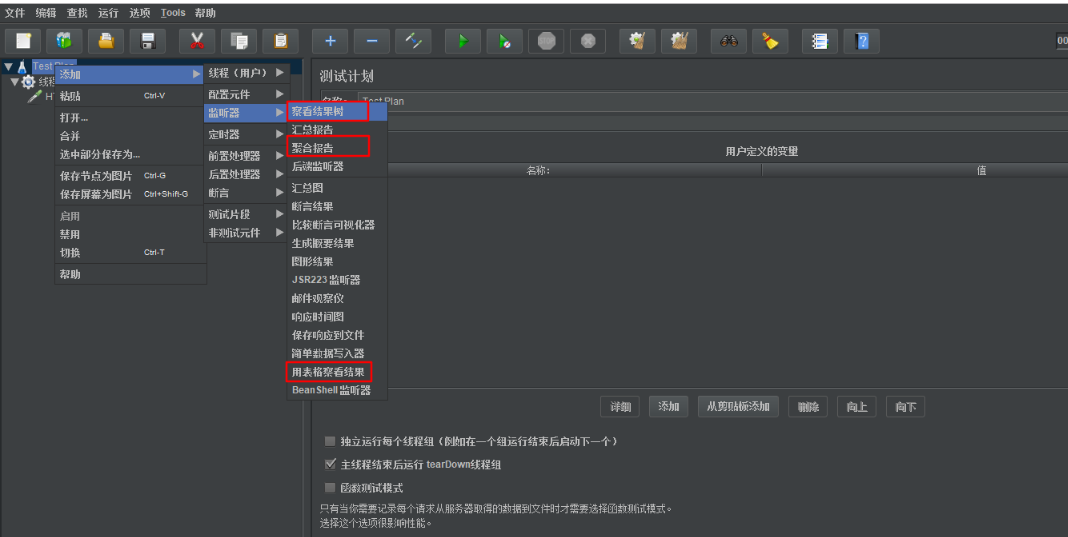 文件 编辑 查找 运行 选项 Tools 帮助
00
Test Plan
线程
添加
粘贴 Ctrl-V
打开...
合并
选中部分保存为...
保存节点为图片 Ctrl-G
保存屏幕为图片 Ctrl+Shift-G
启用
禁用
切换 Ctrl-T
帮助
线程（用户）
配置元件
监听器
定时器
前置处理器
后置处理器
断言
测试片段
非测试元件
察看结果树
汇总报告
聚合报告
后端监听器
汇总图
断言结果
比较断言可视化器
生成概要结果
图形结果
JSR223 监听器
邮件观察仪
响应时间图
保存响应到文件
简单数据写入器
用表格察看结果
BeanShell 监听器
测试计划
名称： Test Plan
用户定义的变量
名称: 值
详细 添加 从剪贴板添加 删除 向上 向下
独立运行每个线程组（例如在一个组运行结束后启动下一个）
主线程结束后运行 tearDown线程组
函数测试模式
只有当你需要记录每个请求从服务器取得的数据到文件时才需要选择函数测试模式。
选择这个选项很影响性能。